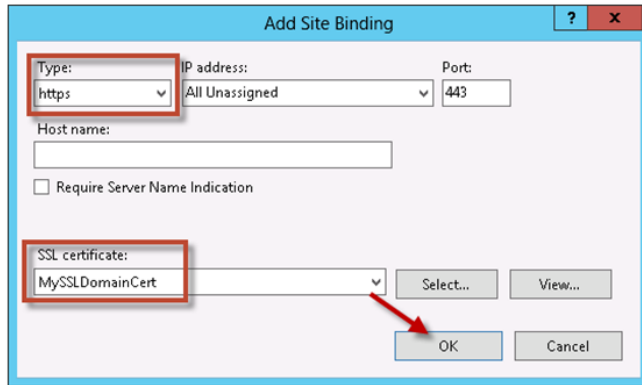 Add Site Binding
? x
Type: IP address: Port:
https All Unassigned 443
Host name:
Require Server Name Indication
SSL certificate:
MySSLDomainCert Select... View...
OK Cancel